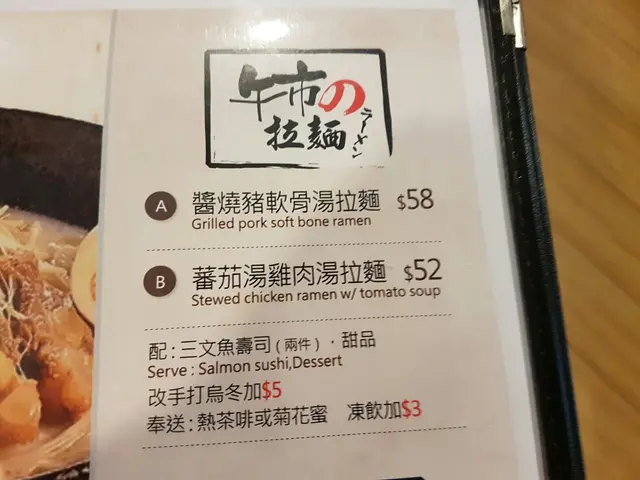 午市の
拉麵
ラーメン
A 醬燒豬軟骨湯拉麵 $58
Grilled pork soft bone ramen
B 蕃茄湯雞肉湯拉麵 $52
Stewed chicken ramen w/ tomato soup
配:三文魚壽司(兩件),甜品
Serve : Salmon sushi,Dessert
改手打烏冬加$5
奉送:熱茶啡或菊花蜜 凍飲加$3